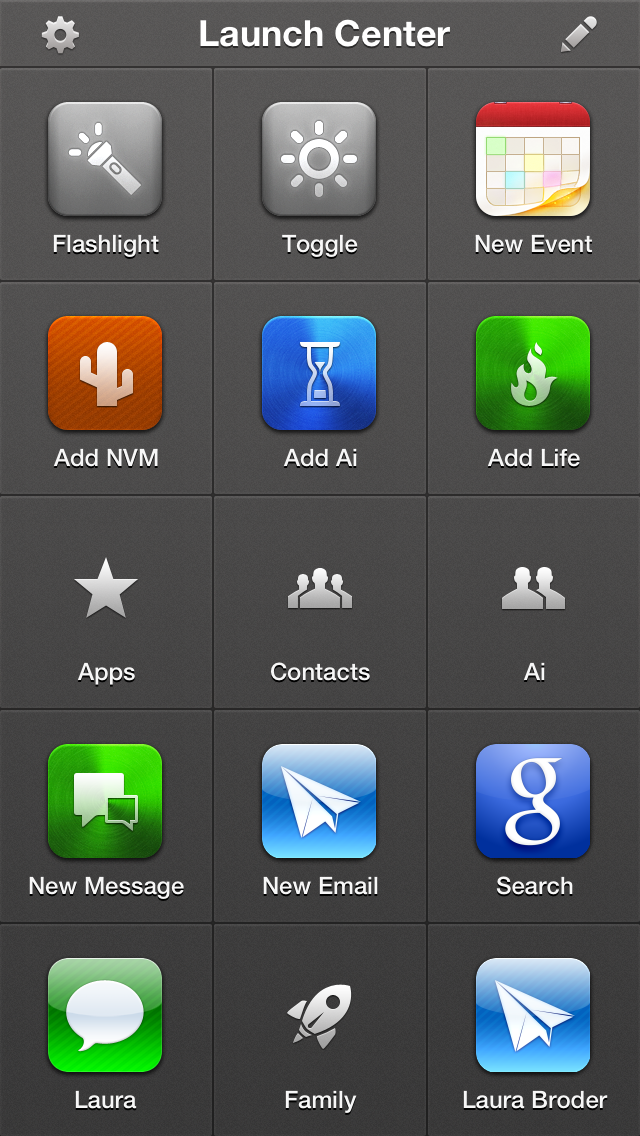 Launch Center
Flashlight
Toggle
New Event
Add NVM
Add Ai
Add Life
Apps
Contacts
Ai
New Message
New Email
g
Search
Laura
Family
Laura Broder